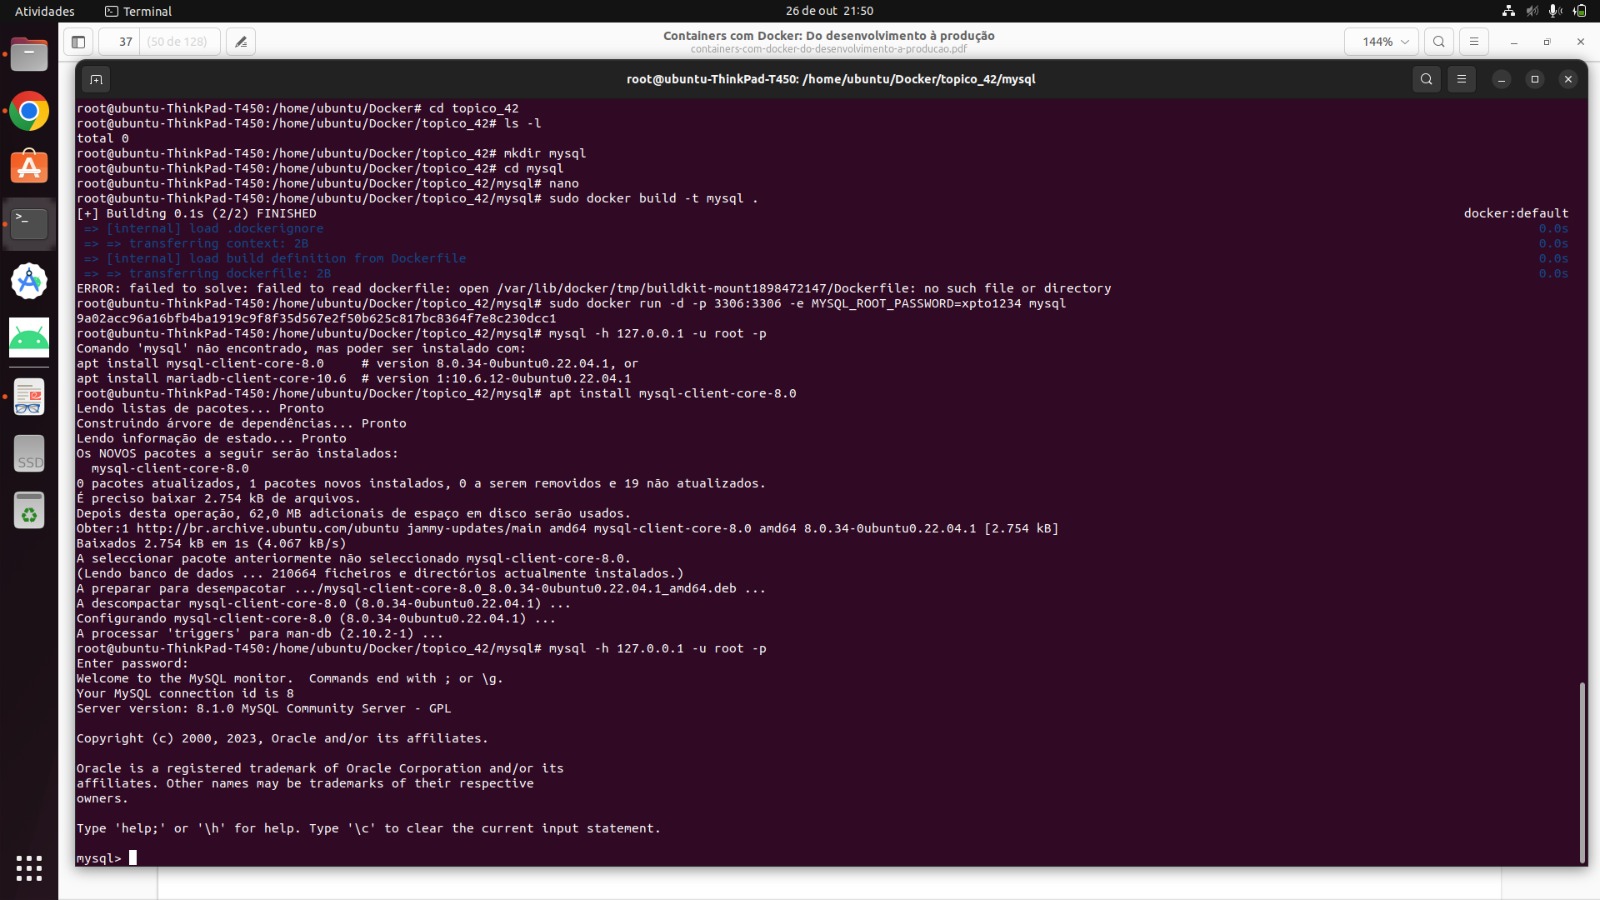 Atividades
Terminal
26 de out 21:50
37
(50 de 128)
Containers com Docker: Do desenvolvimento à produção
containers-com-docker-do-desenvolvimento-a-producao.pdf
144%
root@ubuntu-ThinkPad-T450: /home/ubuntu/Docker/topico_42/mysql
root@ubuntu-ThinkPad-T450:/home/ubuntu/Docker# cd topico_42
root@ubuntu-ThinkPad-T450:/home/ubuntu/Docker/topico_42# ls -l
total 0
root@ubuntu-ThinkPad-T450:/home/ubuntu/Docker/topico_42# mkdir mysql
root@ubuntu-ThinkPad-T450:/home/ubuntu/Docker/topico_42# cd mysql
root@ubuntu-ThinkPad-T450:/home/ubuntu/Docker/topico_42/mysql# nano
root@ubuntu-ThinkPad-T450:/home/ubuntu/Docker/topico_42/mysql# sudo docker build -t mysql .
[+] Building 0.1s (2/2) FINISHED docker:default
=> [internal] load .dockerignore 0.0s
=> => transferring context: 2B 0.0s
=> [internal] load build definition from Dockerfile 0.0s
=> => transferring dockerfile: 2B 0.0s
ERROR: failed to solve: failed to read dockerfile: open /var/lib/docker/tmp/buildkit-mount1898472147/Dockerfile: no such file or directory
root@ubuntu-ThinkPad-T450:/home/ubuntu/Docker/topico_42/mysql# sudo docker run -d -p 3306:3306 -e MYSQL_ROOT_PASSWORD=xpto1234 mysql
9a02acc96a16bfb4ba1919c9f8f35d567e2f50b625c817bc8364f7e8c230dcc1
root@ubuntu-ThinkPad-T450:/home/ubuntu/Docker/topico_42/mysql# mysql -h 127.0.0.1 -u root -p
Comando 'mysql' não encontrado, mas poder ser instalado com:
apt install mysql-client-core-8.0     # version 8.0.34-0ubuntu0.22.04.1, or
apt install mariadb-client-core-10.6  # version 1:10.6.12-0ubuntu0.22.04.1
root@ubuntu-ThinkPad-T450:/home/ubuntu/Docker/topico_42/mysql# apt install mysql-client-core-8.0
Lendo listas de pacotes... Pronto
Construindo árvore de dependências... Pronto
Lendo informação de estado... Pronto
Os NOVOS pacotes a seguir serão instalados:
mysql-client-core-8.0
0 pacotes atualizados, 1 pacotes novos instalados, 0 a serem removidos e 19 não atualizados.
É preciso baixar 2.754 kB de arquivos.
Depois desta operação, 62,0 MB adicionais de espaço em disco serão usados.
Obter:1 http://br.archive.ubuntu.com/ubuntu jammy-updates/main amd64 mysql-client-core-8.0 amd64 8.0.34-0ubuntu0.22.04.1 [2.754 kB]
Baixados 2.754 kB em 1s (4.067 kB/s)
A seleccionar pacote anteriormente não seleccionado mysql-client-core-8.0.
(Lendo banco de dados ... 210664 ficheiros e directórios actualmente instalados.)
A preparar para desempacotar .../mysql-client-core-8.0_8.0.34-0ubuntu0.22.04.1_amd64.deb ...
A descompactar mysql-client-core-8.0 (8.0.34-0ubuntu0.22.04.1) ...
Configurando mysql-client-core-8.0 (8.0.34-0ubuntu0.22.04.1) ...
A processar 'triggers' para man-db (2.10.2-1) ...
root@ubuntu-ThinkPad-T450:/home/ubuntu/Docker/topico_42/mysql# mysql -h 127.0.0.1 -u root -p
Enter password:
Welcome to the MySQL monitor.  Commands end with ; or \g.
Your MySQL connection id is 8
Server version: 8.1.0 MySQL Community Server - GPL
Copyright (c) 2000, 2023, Oracle and/or its affiliates.
Oracle is a registered trademark of Oracle Corporation and/or its
affiliates. Other names may be trademarks of their respective
owners.
Type 'help;' or '\h' for help. Type '\c' to clear the current input statement.
mysql>
SSD